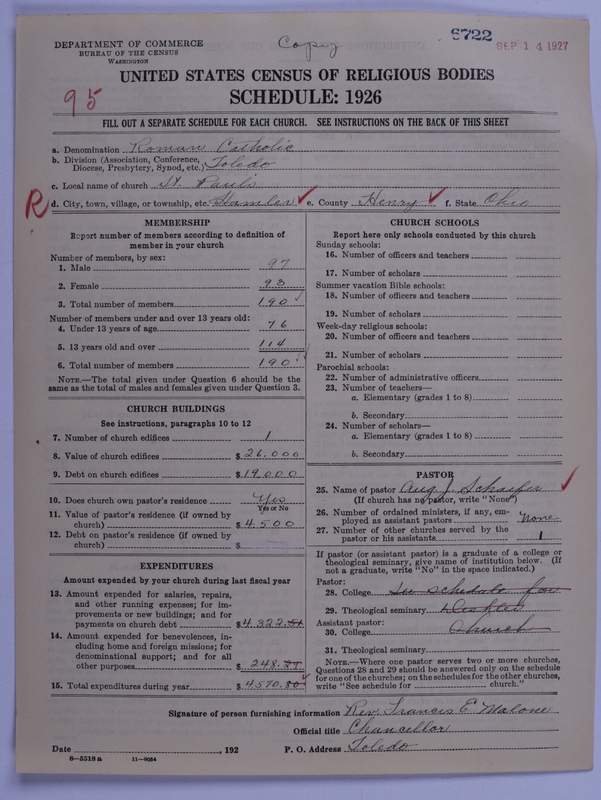 DEPARTMENT OF COMMERCE
BUREAU OF THE CENSUS
WASHINGTON
Copy
6722
SEP 14 1927
UNITED STATES CENSUS OF RELIGIOUS BODIES
95
SCHEDULE: 1926
FILL OUT A SEPARATE SCHEDULE FOR EACH CHURCH. SEE INSTRUCTIONS ON THE BACK OF THIS SHEET
a. Denomination Roman Catholic
b. Division (Association, Conference, Diocese, Presbytery, Synod, etc.) Toledo
c. Local name of church St. Paul's
R d. City, town, village, or township, etc. Hamler e. County Henry f. State Ohio
MEMBERSHIP
Report number of members according to definition of
member in your church
Number of members, by sex:
1. Male 97
2. Female 93
3. Total number of members 190
Number of members under and over 13 years old:
4. Under 13 years of age 76
5. 13 years old and over 114
6. Total number of members 190
NOTE.—The total given under Question 6 should be the
same as the total of males and females given under Question 3.
CHURCH BUILDINGS
See instructions, paragraphs 10 to 12
7. Number of church edifices 1
8. Value of church edifices $ 26.000
9. Debt on church edifices $ 19.000
10. Does church own pastor's residence Yes
Yes or No
11. Value of pastor's residence (if owned by
church) $ 4500
12. Debt on pastor's residence (if owned by
church) $
EXPENDITURES
Amount expended by your church during last fiscal year
13. Amount expended for salaries, repairs,
and other running expenses; for im-
provements or new buildings; and for
payments on church debt $ 4322.51
14. Amount expended for benevolences, in-
cluding home and foreign missions; for
denominational support; and for all
other purposes $ 248.
15. Total expenditures during year $ 4570.80
CHURCH SCHOOLS
Report here only schools conducted by this church
Sunday schools:
16. Number of officers and teachers
17. Number of scholars
Summer vacation Bible schools:
18. Number of officers and teachers
19. Number of scholars
Week-day religious schools:
20. Number of officers and teachers
21. Number of scholars
Parochial schools:
22. Number of administrative officers
23. Number of teachers—
a. Elementary (grades 1 to 8)
b. Secondary
24. Number of scholars—
a. Elementary (grades 1 to 8)
b. Secondary
PASTOR
25. Name of pastor Aug J. Schaefer
(If church has no pastor, write "None")
26. Number of ordained ministers, if any, em-
ployed as assistant pastors None
27. Number of other churches served by the
pastor or his assistants 1
If pastor (or assistant pastor) is a graduate of a college or
theological seminary, give name of institution below. (If
not a graduate, write "No" in the space indicated.)
Pastor:
28. College See schedule for
29. Theological seminary Deshler
Assistant pastor:
30. College Church
31. Theological seminary
NOTE.—Where one pastor serves two or more churches,
Questions 28 and 29 should be answered only on the schedule
for one of the churches; on the schedules for the other churches,
write "See schedule for church."
Signature of person furnishing information Rev. Francis E Malone
Official title Chancellor
Date , 192 P. O. Address Toledo
8—5518a 11—9054